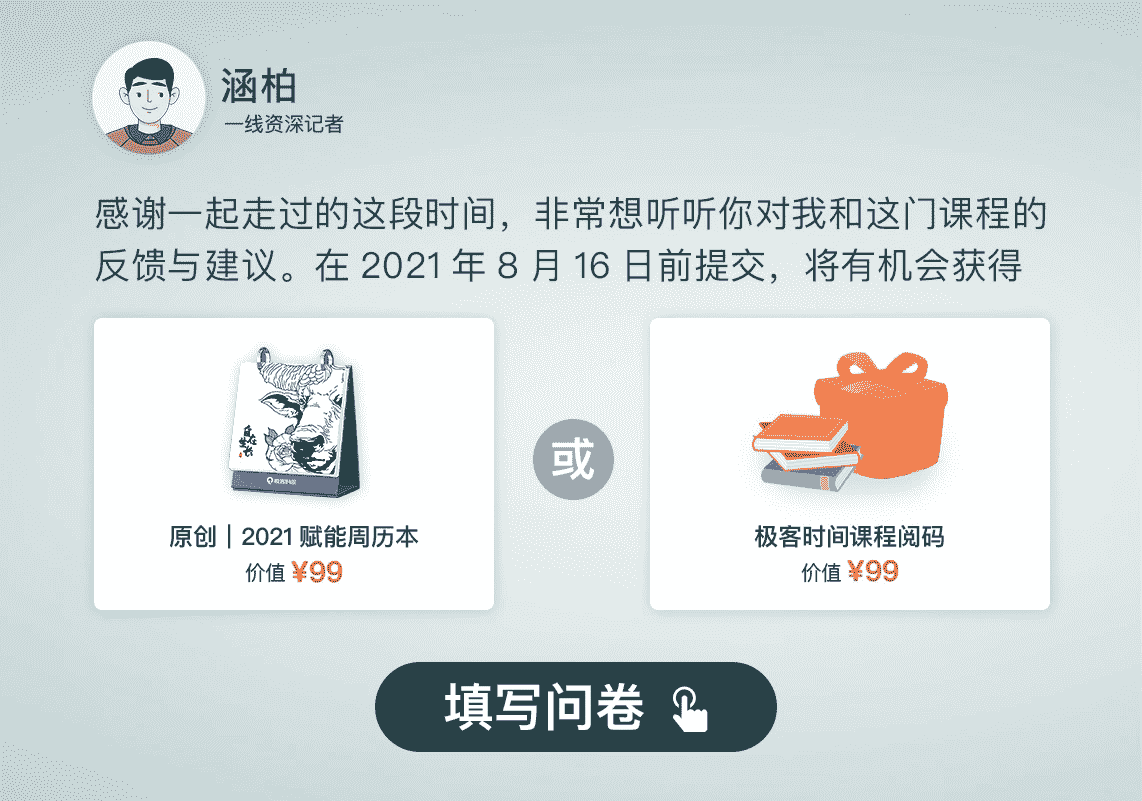 涵柏
一线资深记者
感谢一起走过的这段时间，非常想听听你对我和这门课程的
反馈与建议。在 2021 年 8 月 16 日前提交，将有机会获得
或
原创｜2021 赋能周历本
价值 ¥99
极客时间课程阅码
价值 ¥99
填写问卷